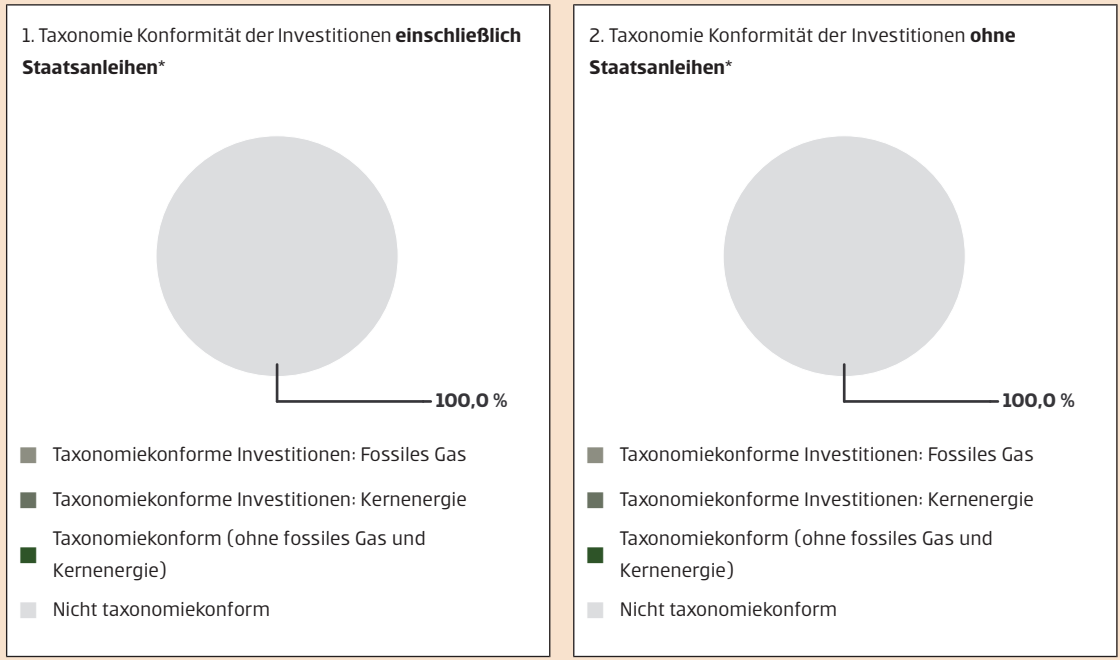 1. Taxonomie Konformität der Investitionen einschließlich
Staatsanleihen*
100,0 %
Taxonomiekonforme Investitionen: Fossiles Gas
Taxonomiekonforme Investitionen: Kernenergie
Taxonomiekonform (ohne fossiles Gas und
Kernenergie)
Nicht taxonomiekonform
2. Taxonomie Konformität der Investitionen ohne
Staatsanleihen*
100,0 %
Taxonomiekonforme Investitionen: Fossiles Gas
Taxonomiekonforme Investitionen: Kernenergie
Taxonomiekonform (ohne fossiles Gas und
Kernenergie)
Nicht taxonomiekonform